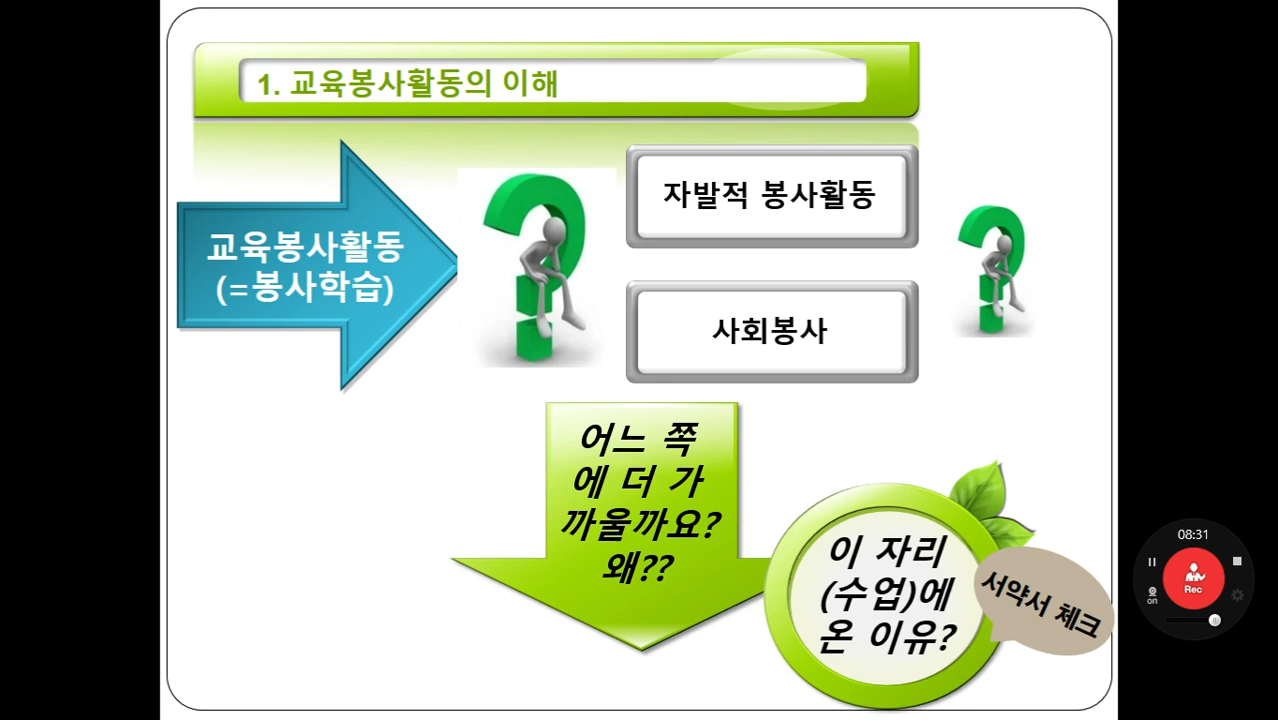 1. 교육봉사활동의 이해
교육봉사활동
(=봉사학습)
자발적 봉사활동
사회봉사
어느 쪽
에 더 가
까울까요?
왜??
이 자리
(수업)에
온 이유?
서약서 체크
08:31
Rec
on